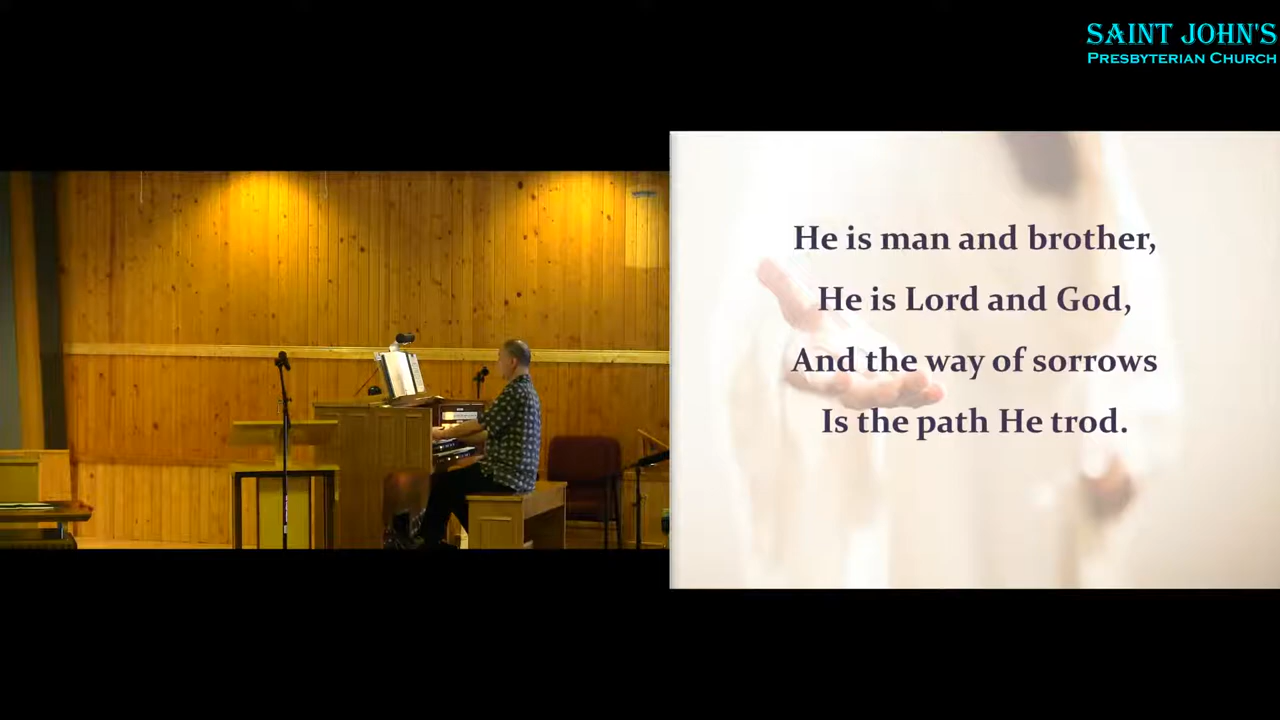 SAINT JOHN'S
PRESBYTERIAN CHURCH
He is man and brother,
He is Lord and God,
And the way of sorrows
Is the path He trod.